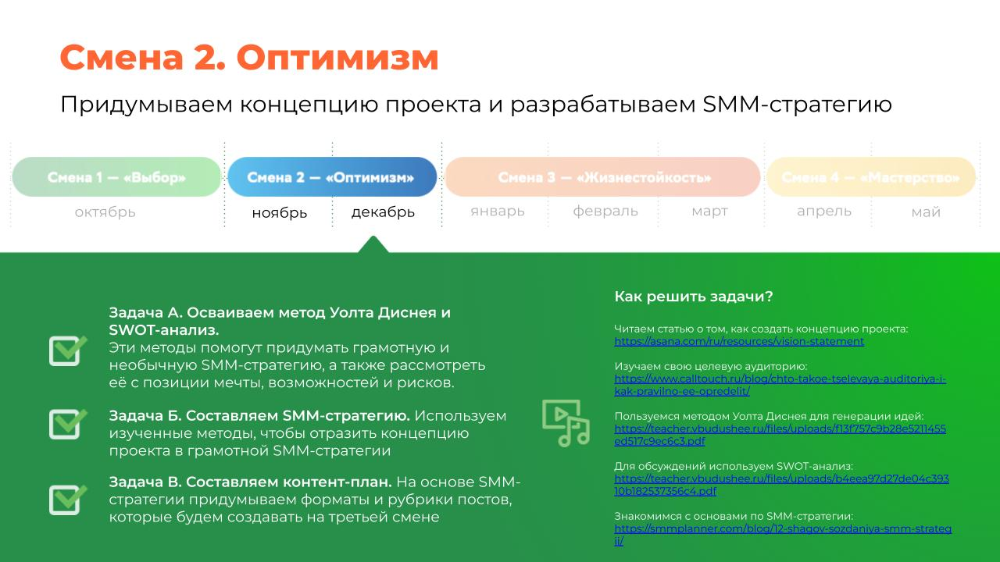 Смена 2. Оптимизм
Придумываем концепцию проекта и разрабатываем SMM-стратегию
Смена 1 — «Выбор»
Смена 2 — «Оптимизм»
Смена 3 — «Жизнестойкость»
Смена 4 — «Мастерство»
октябрь
ноябрь
декабрь
январь
февраль
март
апрель
май
Задача А. Осваиваем метод Уолта Диснея и
SWOT-анализ.
Эти методы помогут придумать грамотную и
необычную SMM-стратегию, а также рассмотреть
её с позиции мечты, возможностей и рисков.
Задача Б. Составляем SMM-стратегию. Используем
изученные методы, чтобы отразить концепцию
проекта в грамотной SMM-стратегии
Задача В. Составляем контент-план. На основе SMM-
стратегии придумываем форматы и рубрики постов,
которые будем создавать на третьей смене
Как решить задачи?
Читаем статью о том, как создать концепцию проекта:
https://asana.com/ru/resources/vision-statement
Изучаем свою целевую аудиторию:
https://www.calltouch.ru/blog/chto-takoe-tselevaya-auditoriya-i-
kak-pravilno-ee-opredelit/
Пользуемся методом Уолта Диснея для генерации идей:
https://teacher.vbudushee.ru/files/uploads/f13f757c9b28e5211455
ed517c9ec6c3.pdf
Для обсуждений используем SWOT-анализ:
https://teacher.vbudushee.ru/files/uploads/b4eea97d27de04c393
10b182537356c4.pdf
Знакомимся с основами по SMM-стратегии:
https://smmplanner.com/blog/12-shagov-sozdaniya-smm-strateg
ii/